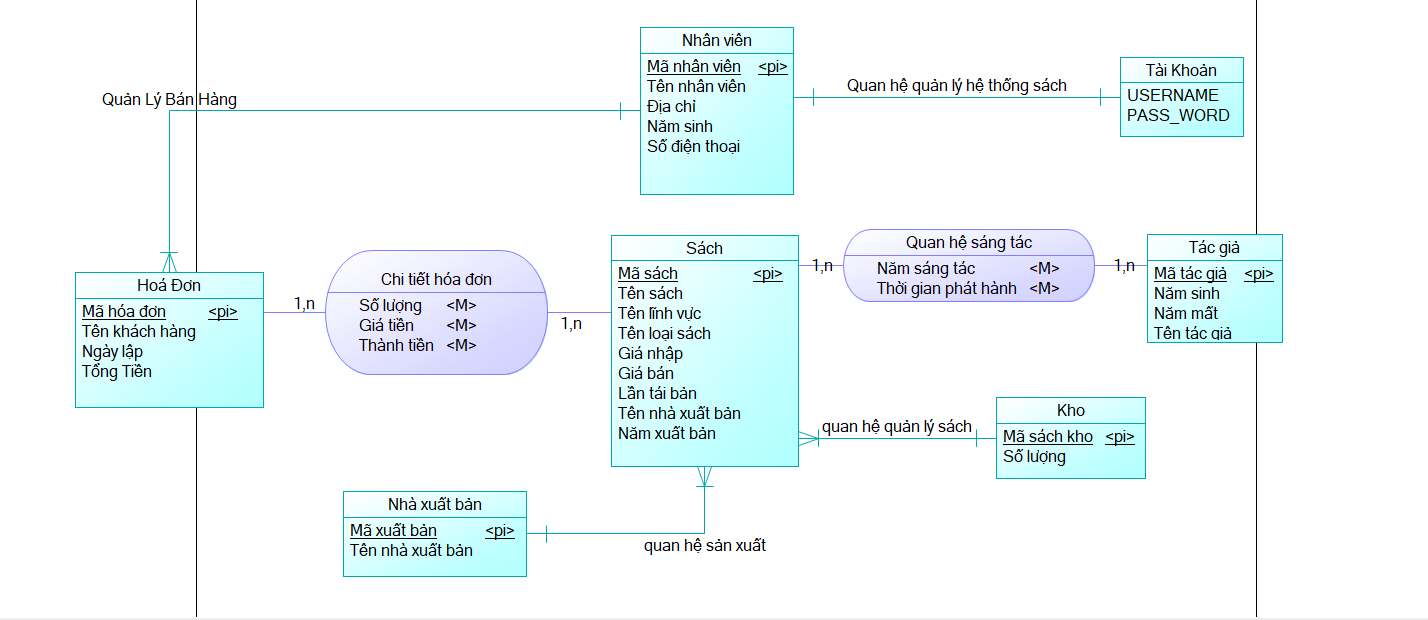 Nhân viên
Mã nhân viên <pi>
Tên nhân viên
Địa chỉ
Năm sinh
Số điện thoại
Quan hệ quản lý hệ thống sách
Tài Khoản
USERNAME
PASS_WORD
Quản Lý Bán Hàng
Hoá Đơn
Mã hóa đơn <pi>
Tên khách hàng
Ngày lập
Tổng Tiền
1,n
Chi tiết hóa đơn
Số lượng <M>
Giá tiền <M>
Thành tiền <M>
1,n
Sách
Mã sách <pi>
Tên sách
Tên lính vực
Tên loại sách
Giá nhập
Giá bán
Lần tái bản
Tên nhà xuất bản
Năm xuất bản
1,n
Quan hệ sáng tác
Năm sáng tác <M>
Thời gian phát hành <M>
1,n
Tác giả
Mã tác giả <pi>
Năm sinh
Năm mất
Tên tác giả
quan hệ quản lý sách
Kho
Mã sách kho <pi>
Số lượng
Nhà xuất bản
Mã xuất bản <pi>
Tên nhà xuất bản
quan hệ sản xuất